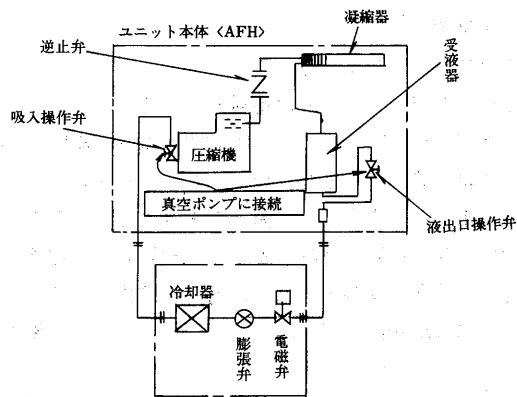 凝縮器
ユニット本体〈AFH〉
逆止弁
受液器
吸入操作弁
圧縮機
真空ポンプに接続
液出口操作弁
冷却器
膨張弁
電磁弁